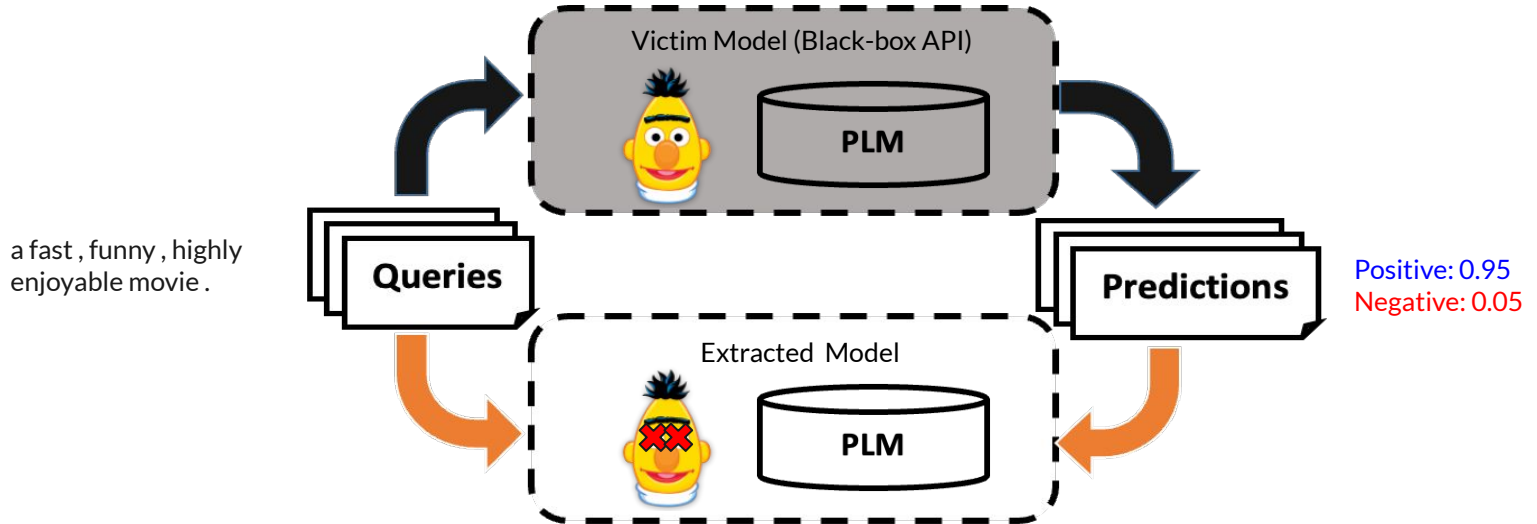 Victim Model (Black-box API)
PLM
a fast , funny , highly
enjoyable movie .
Queries
Predictions
Positive: 0.95
Negative: 0.05
Extracted Model
PLM